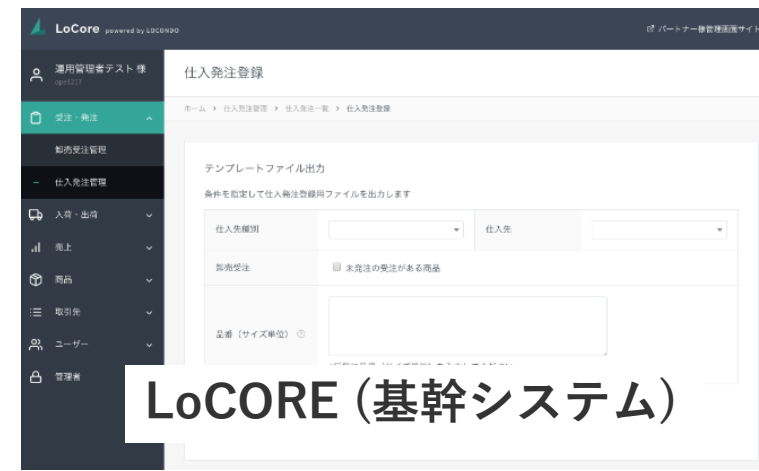 LoCore powered by LOCONDO
パートナー様管理画面サイト
運用管理者テスト 様
ops1217
仕入発注登録
ホーム > 仕入発注管理 > 仕入発注一覧 > 仕入発注登録
受注・発注
卸売受注管理
仕入発注管理
入荷・出荷
売上
商品
取引先
ユーザー
管理者
テンプレートファイル出力
条件を指定して仕入発注登録用ファイルを出力します
仕入先種別
仕入先
卸売受注
未発注の受注がある商品
品番（サイズ単位）
LoCORE (基幹システム)